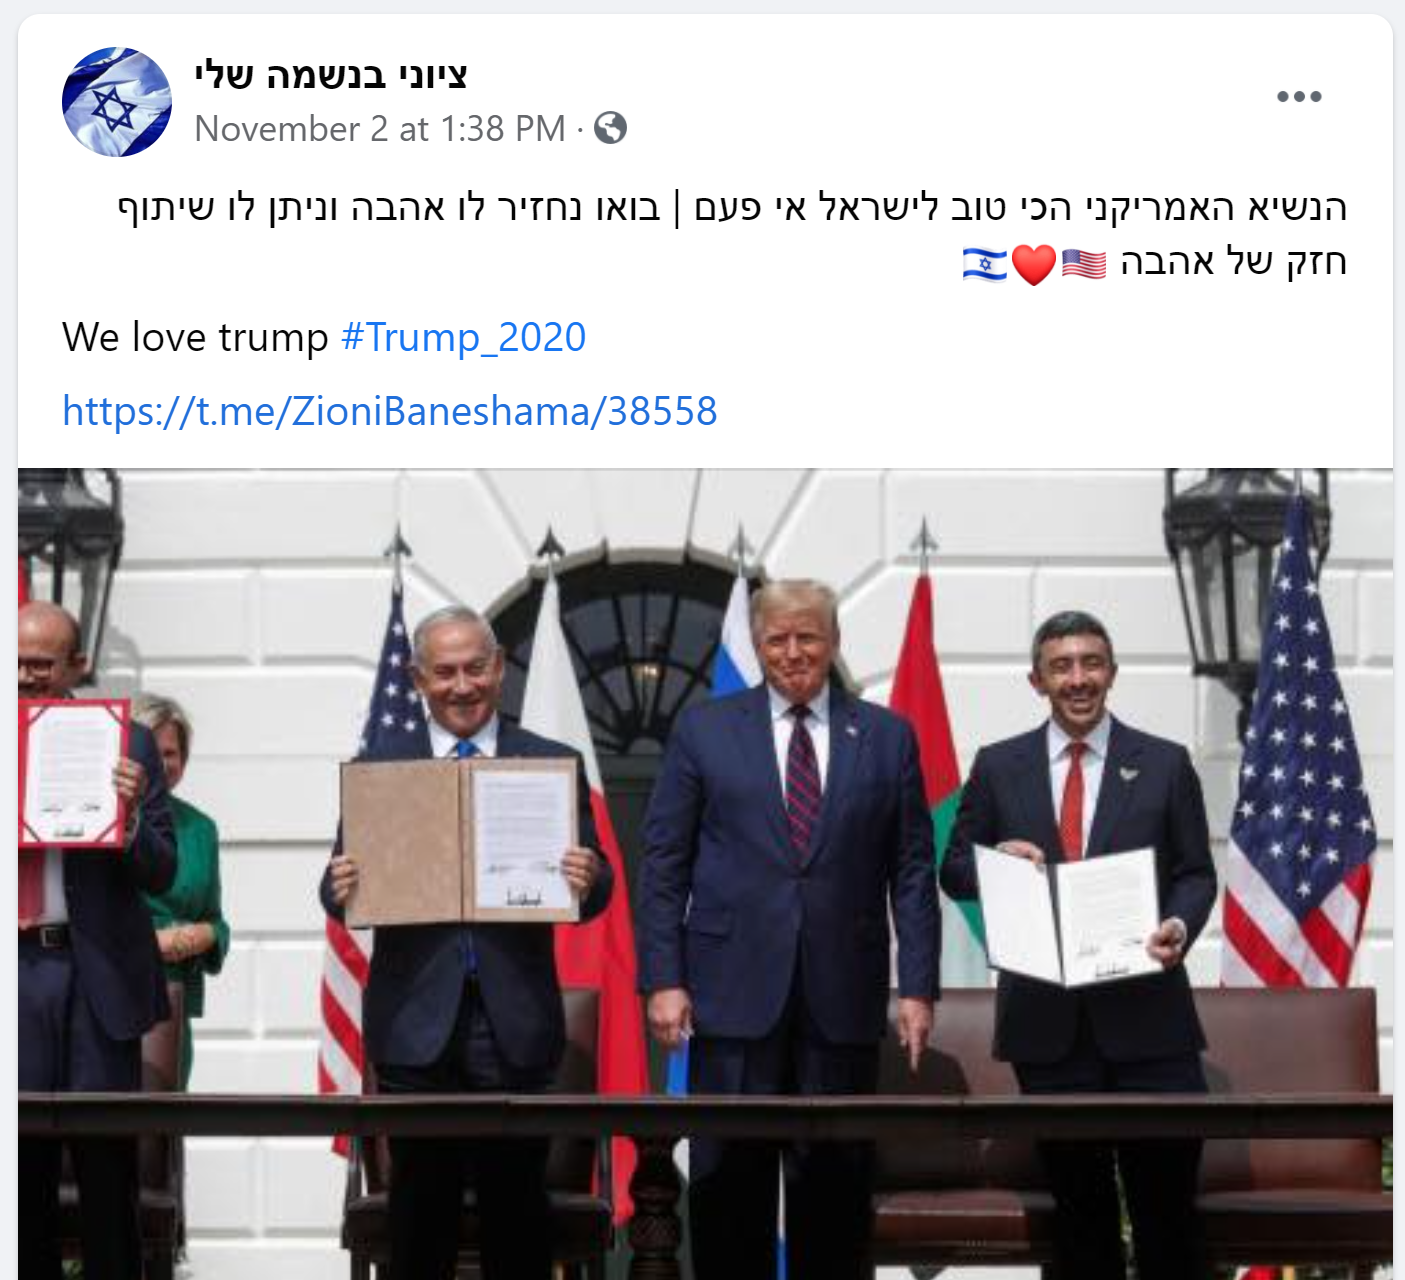 ציוני בנשמה שלי
November 2 at 1:38 PM ·
הנשיא האמריקני הכי טוב לישראל אי פעם | בואו נחזיר לו אהבה וניתן לו שיתוף
חזק של אהבה 🇺🇸❤️🇮🇱
We love trump #Trump_2020
https://t.me/ZioniBaneshama/38558